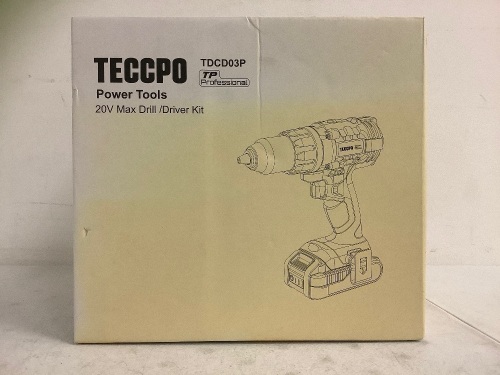 TECCPO
TDCD03P
TP
Professional
Power Tools
20V Max Drill /Driver Kit
TECCPO